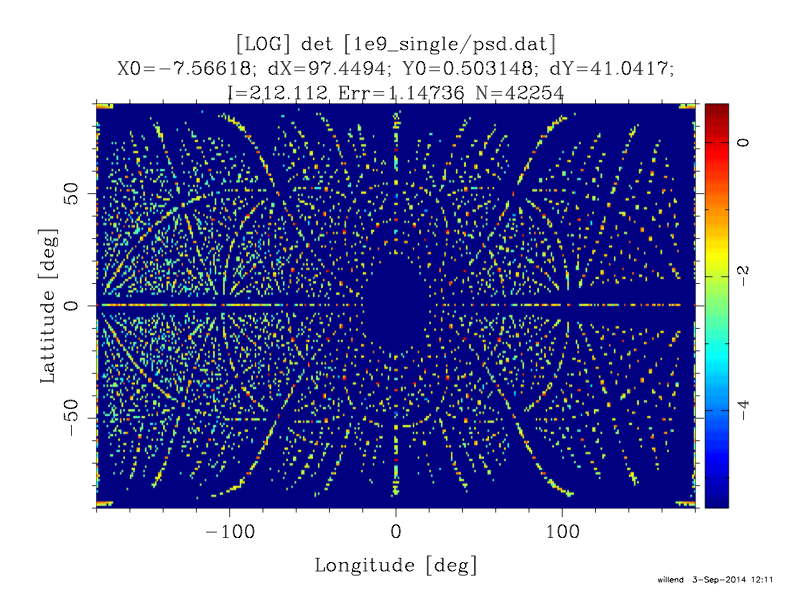 [LOG] det [1e9_single/psd.dat]
X0=-7.56618; dX=97.4494; Y0=0.503148; dY=41.0417;
I=212.112 Err=1.14736 N=42254
50
0
-50
Lattitude [deg]
0
-2
-4
-100 0 100
Longitude [deg]
willend 3-Sep-2014 12:11